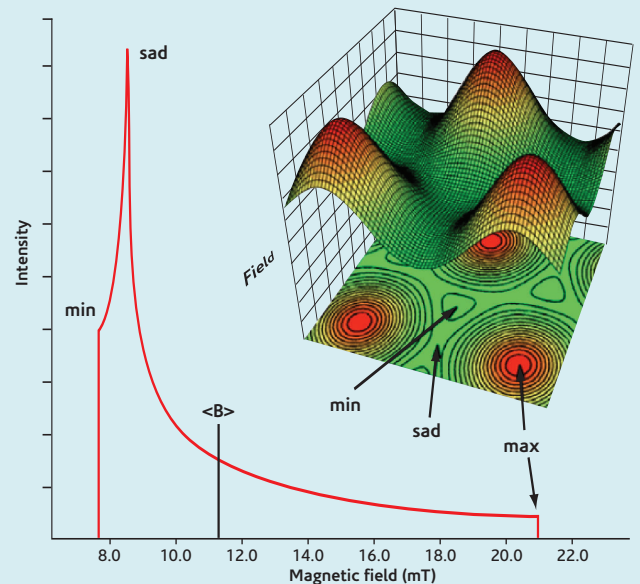 sad
Intensity
Field
min
<B>
min
sad
max
8.0 10.0 12.0 14.0 16.0 18.0 20.0 22.0
Magnetic field (mT)